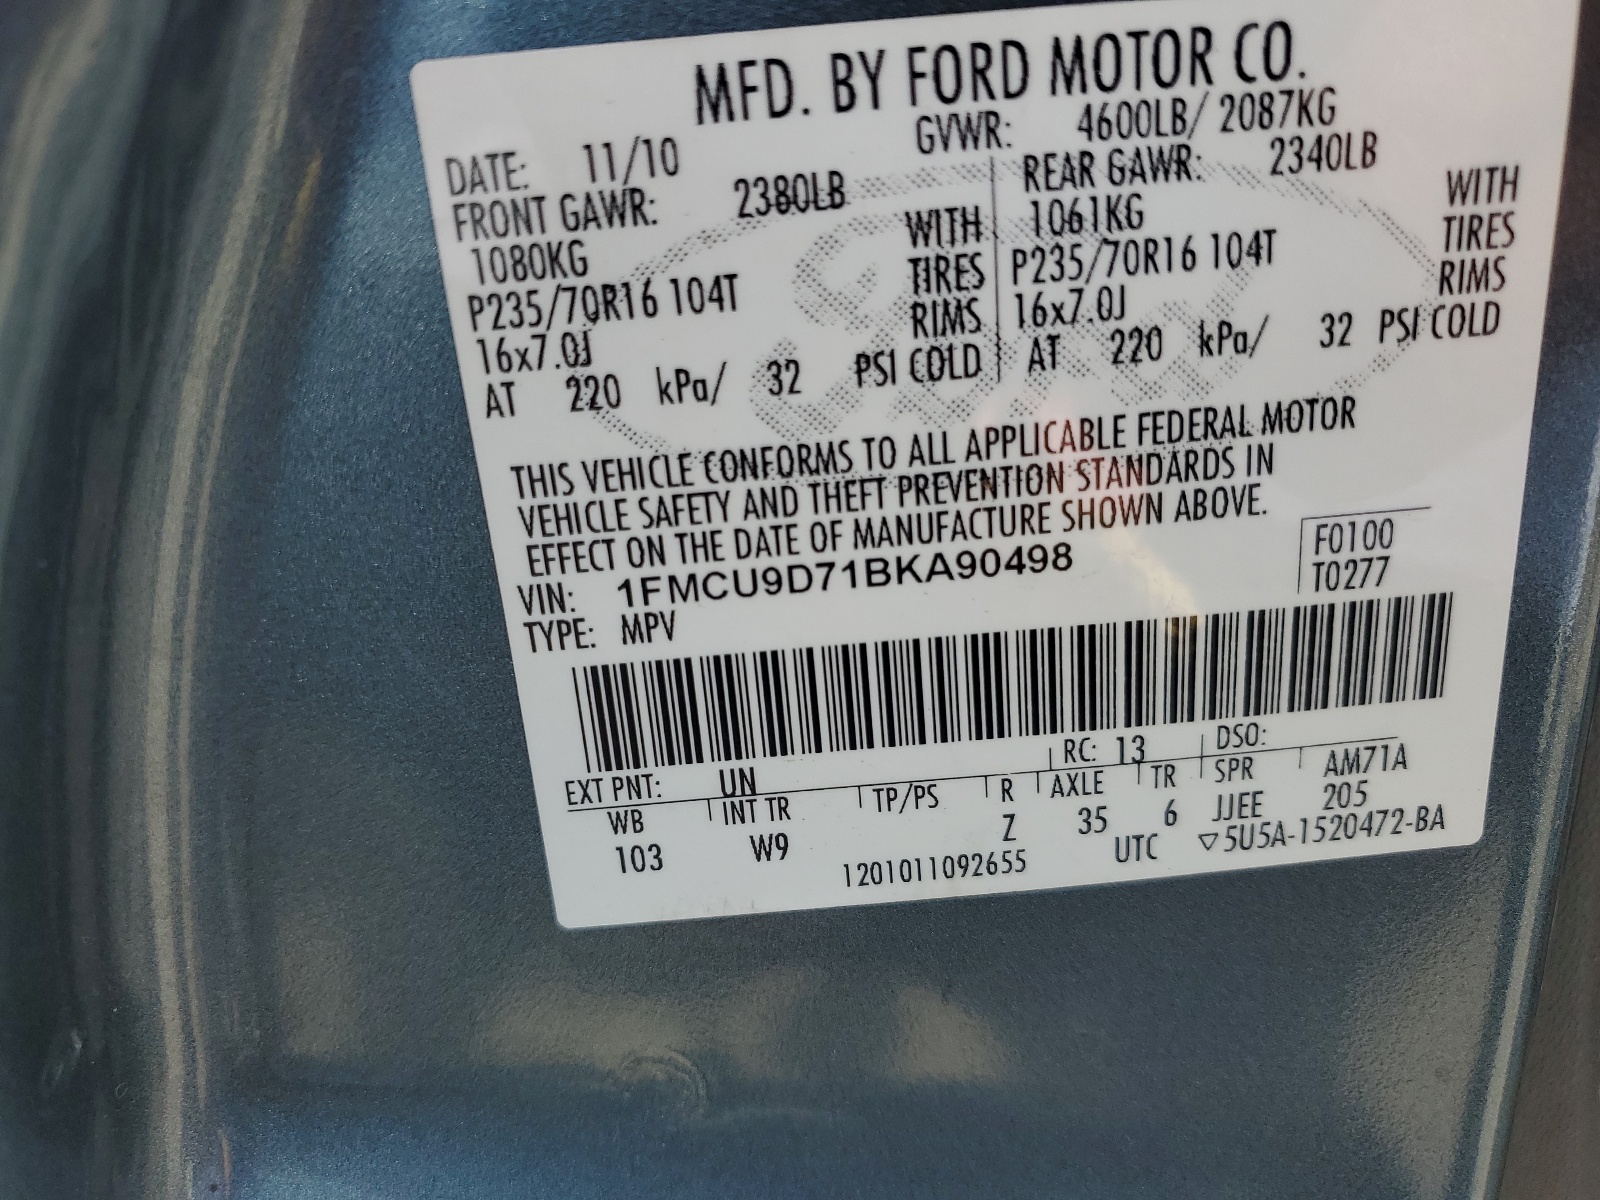 MFD. BY FORD MOTOR CO.
DATE: 11/10 GVWR: 4600LB/ 2087KG
FRONT GAWR: 2380LB REAR GAWR: 2340LB
1080KG WITH 1061KG WITH
P235/70R16 104T TIRES P235/70R16 104T TIRES
16x7.0J RIMS 16x7.0J RIMS
AT 220 kPa/ 32 PSI COLD AT 220 kPa/ 32 PSI COLD
THIS VEHICLE CONFORMS TO ALL APPLICABLE FEDERAL MOTOR
VEHICLE SAFETY AND THEFT PREVENTION STANDARDS IN
EFFECT ON THE DATE OF MANUFACTURE SHOWN ABOVE.
VIN: 1FMCU9D71BKA90498 F0100
TYPE: MPV T0277
EXT PNT: UN RC: 13 DSO:
WB INT TR TP/PS R AXLE TR SPR AM71A
103 W9 Z 35 6 JJEE 205
1201011092655 UTC ▽5U5A-1520472-BA